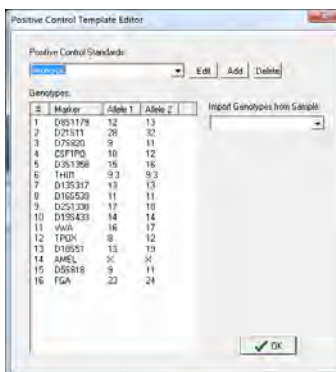 Positive Control Template Editor
Positive Control Standards:
Edit Add Delete
Genotypes:
Import Genotypes from Sample:
# Marker Allele 1 Allele 2
1 D8S1179 12 13
2 D21S11 28 32
3 D7S820 9 11
4 CSF1PO 10 12
5 D3S1358 15 16
6 TH01 9.3 9.3
7 D13S317 13 13
8 D16S539 11 11
9 D2S1338 17 18
10 D19S433 14 14
11 vWA 16 17
12 TPOX 8 12
13 D18S51 13 19
14 AMEL X X
15 D5S818 9 11
16 FGA 23 24
OK